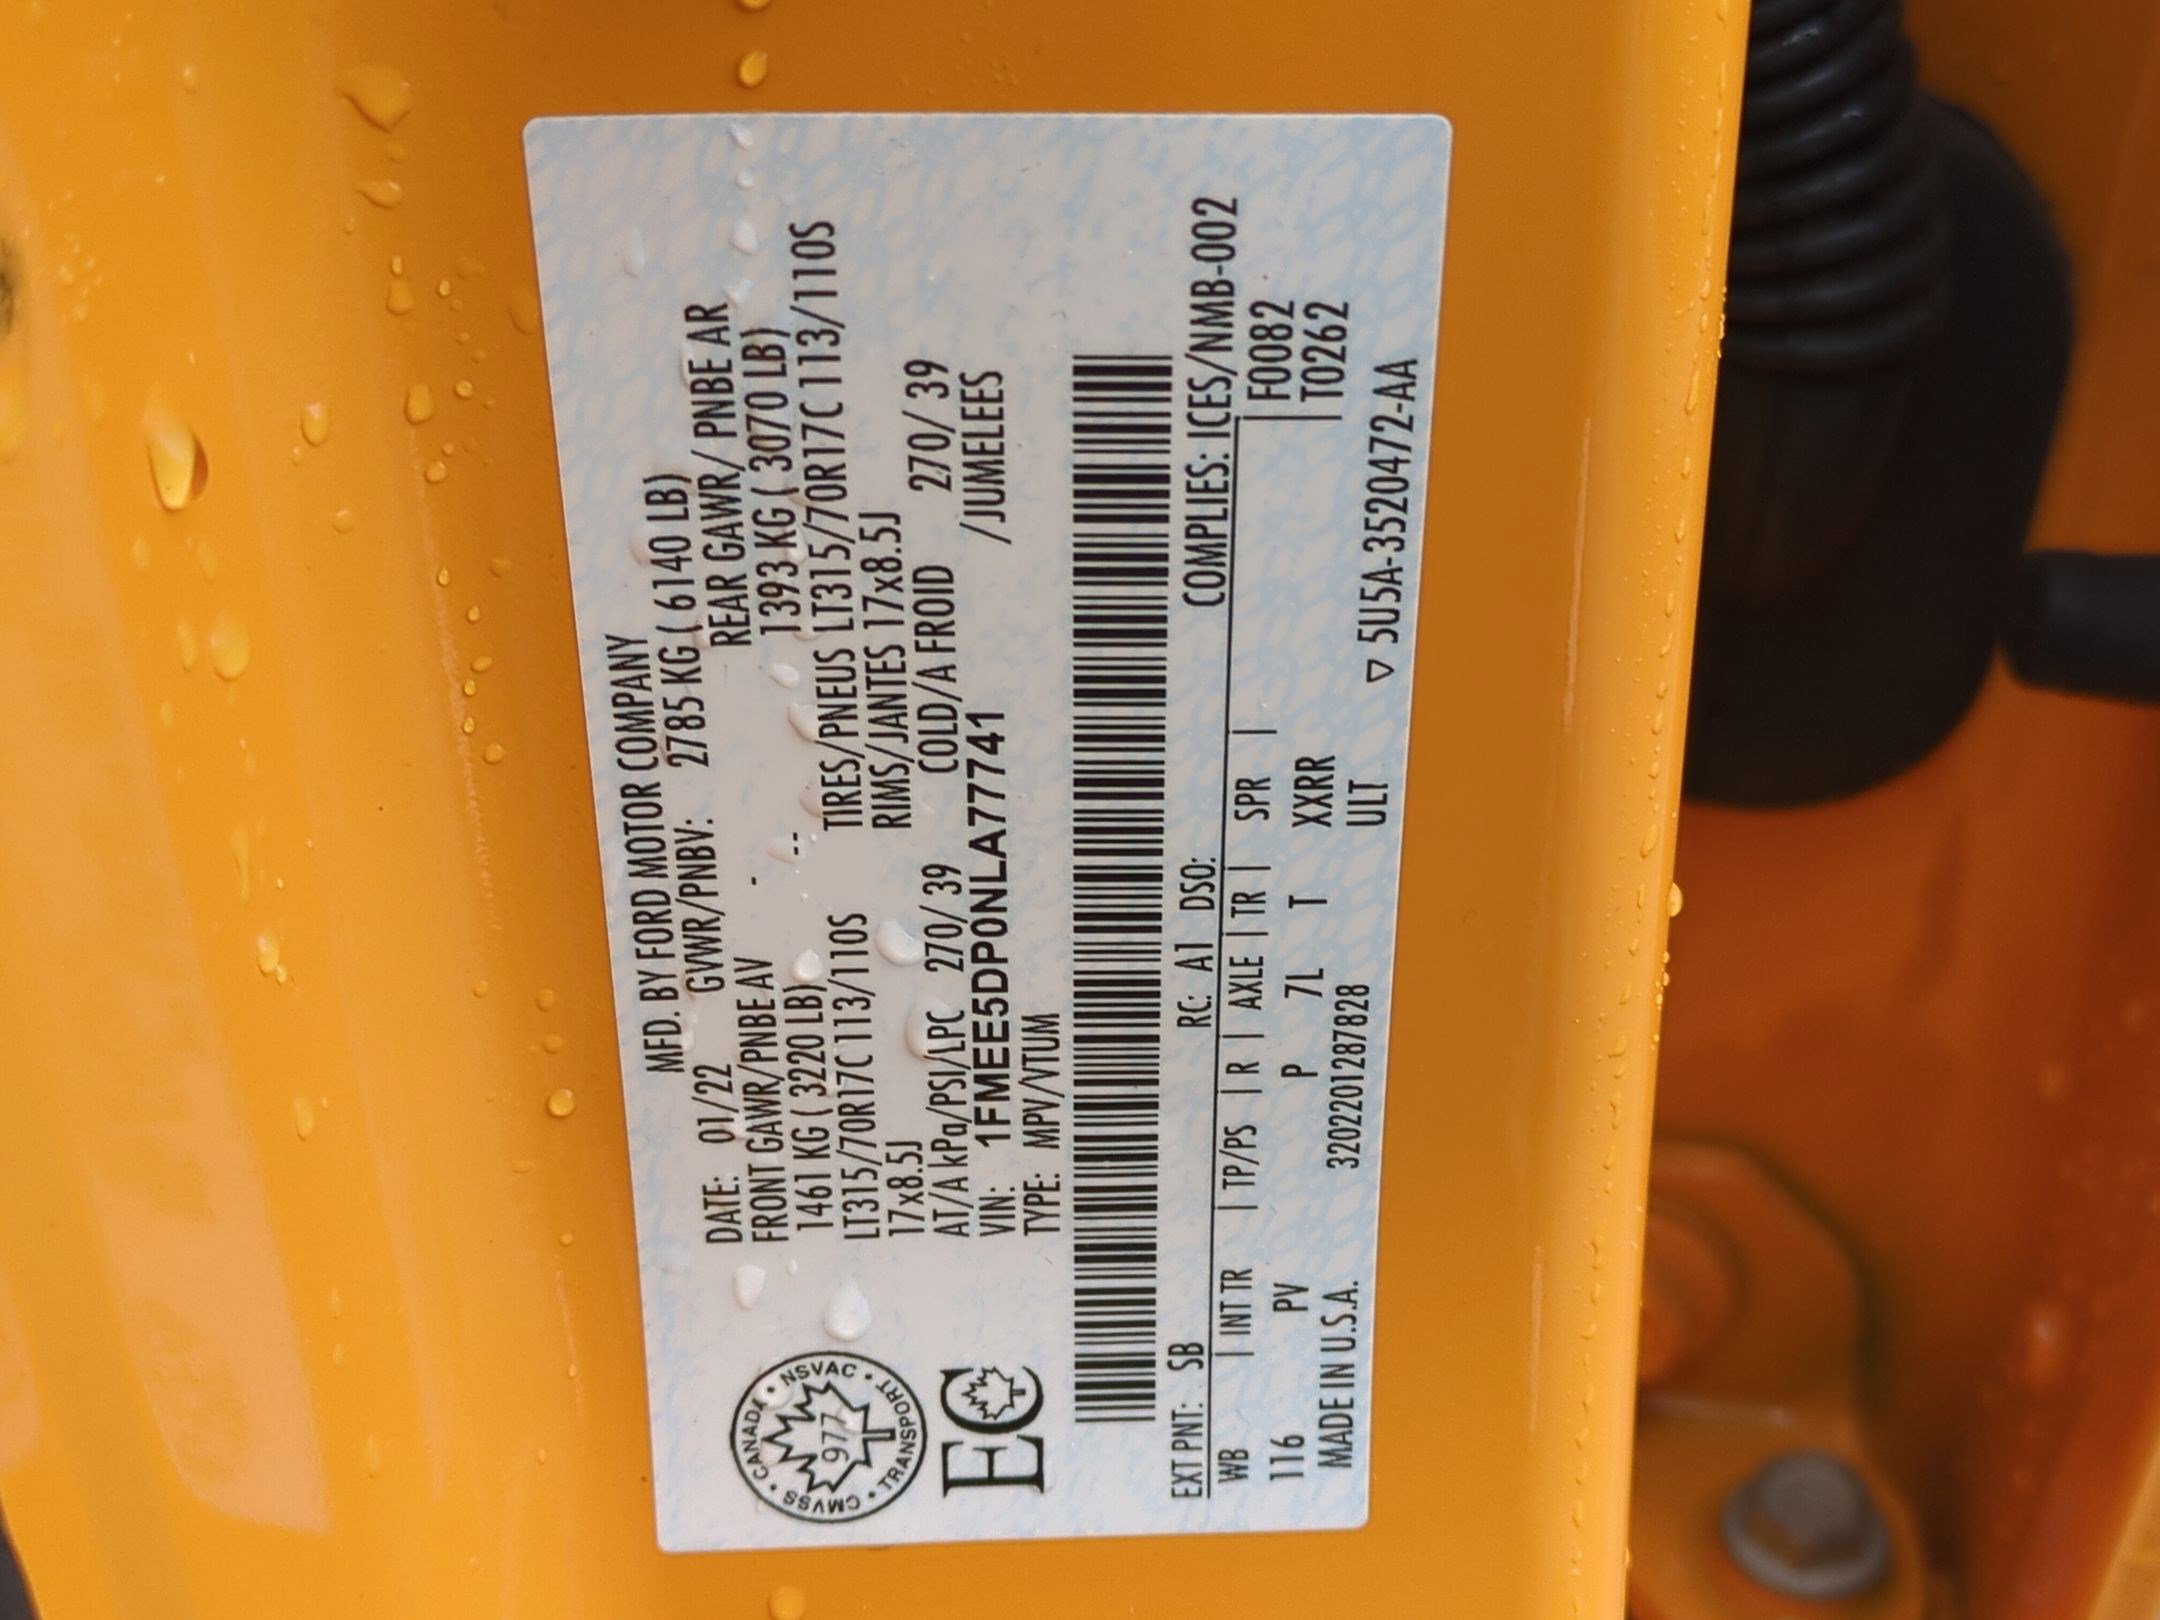 MFD. BY FORD MOTOR COMPANY
DATE: 01/22 GVWR/PNBV: 2785 KG ( 6140 LB)
FRONT GAWR/PNBE AV - REAR GAWR/ PNBE AR
1461 KG ( 3220 LB) -- 1393 KG ( 3070 LB)
LT315/70R17C 113/110S TIRES/PNEUS LT315/70R17C 113/110S
17x8.5J RIMS/JANTES 17x8.5J
AT/A kPa/PSI/LPC 270/ 39 COLD/A FROID 270/ 39
VIN: 1FMEE5DP0NLA77741 /JUMELEES
TYPE: MPV/VTUM
CANADA • NSVAC • TRANSPORT • CMVSS •
977
EC
EXT PNT: SB RC: A1 DSO: COMPLIES: ICES/NMB-002
WB | INT TR | TP/PS | R | AXLE | TR | SPR | | F0082
116 PV P 7L T XXRR | T0262
MADE IN U.S.A. 320220128​7828 ULT
▽ 5U5A-3520472-AA